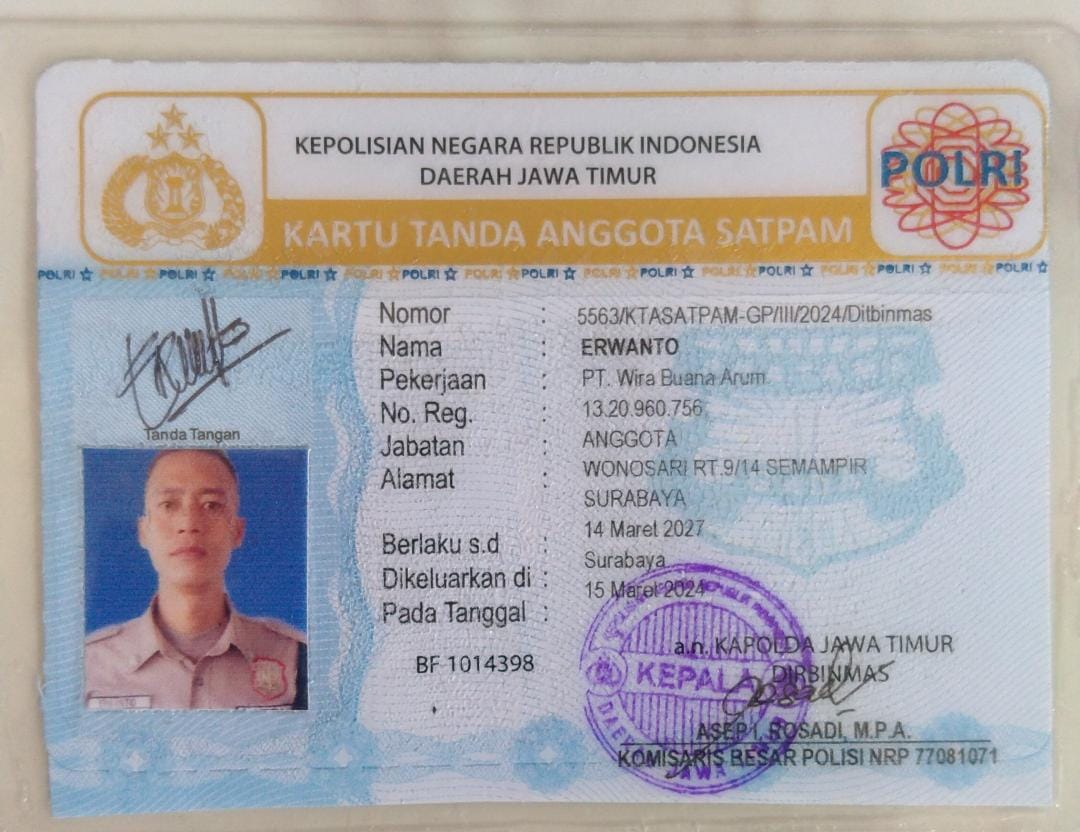 KEPOLISIAN NEGARA REPUBLIK INDONESIA
DAERAH JAWA TIMUR
POLRI
KARTU TANDA ANGGOTA SATPAM
POLRI POLRI POLRI POLRI POLRI POLRI POLRI POLRI POLRI POLRI POLRI POLRI POLRI POLRI POLRI POLRI POLRI
Nomor : 5563/KTASATPAM-GP/III/2024/Ditbinmas
Nama : ERWANTO
Pekerjaan : PT. Wira Buana Arum.
No. Reg. : 13.20.960.756
Jabatan : ANGGOTA
Alamat : WONOSARI RT.9/14 SEMAMPIR
SURABAYA
Berlaku s.d : 14 Maret 2027
Dikeluarkan di : Surabaya
Pada Tanggal : 15 Maret 2024
Tanda Tangan
BF 1014398
a.n. KAPOLDA JAWA TIMUR
DIRBINMAS
KEPALA
ASEP I. ROSADI, M.P.A.
KOMISARIS BESAR POLISI NRP 77081071
JAWA